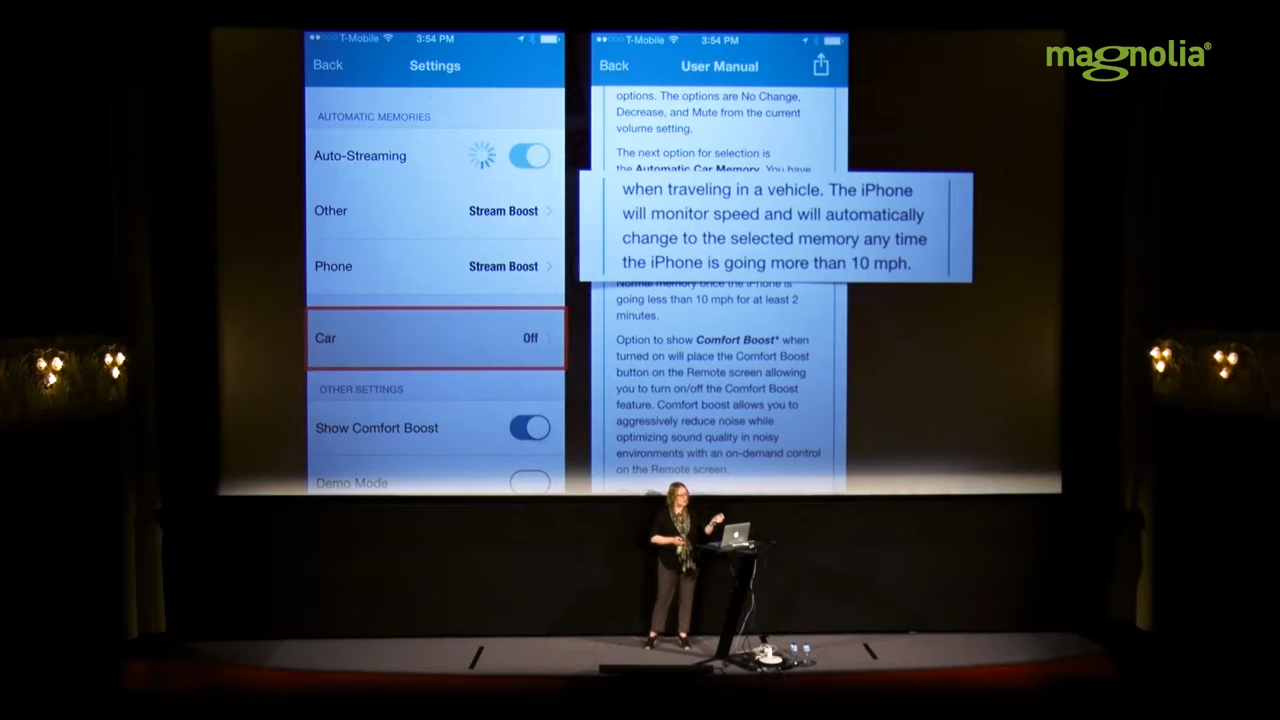 magnolia®
T-Mobile 3:54 PM
Back Settings
AUTOMATIC MEMORIES
Auto-Streaming
Other Stream Boost
Phone Stream Boost
Car Off
OTHER SETTINGS
Show Comfort Boost
Demo Mode
T-Mobile 3:54 PM
Back User Manual
options. The options are No Change,
Decrease, and Mute from the current
volume setting.
The next option for selection is
the Automatic Car Memory. You have
when traveling in a vehicle. The iPhone
will monitor speed and will automatically
change to the selected memory any time
the iPhone is going more than 10 mph.
Normal memory once the iPhone is
going less than 10 mph for at least 2
minutes.
Option to show Comfort Boost* when
turned on will place the Comfort Boost
button on the Remote screen allowing
you to turn on/off the Comfort Boost
feature. Comfort boost allows you to
aggressively reduce noise while
optimizing sound quality in noisy
environments with an on-demand control
on the Remote screen.